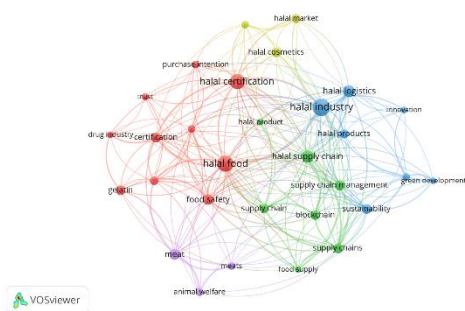 halal market
halal cosmetics
purchase intention
halal certification
halal logistics
trust
halal industry
innovation
halal product
halal products
drug industry
certification
halal food
halal supply chain
gelatin
supply chain management
green development
food safety
supply chain
blockchain
sustainability
meat
supply chains
meats
food supply
animal welfare
VOSviewer